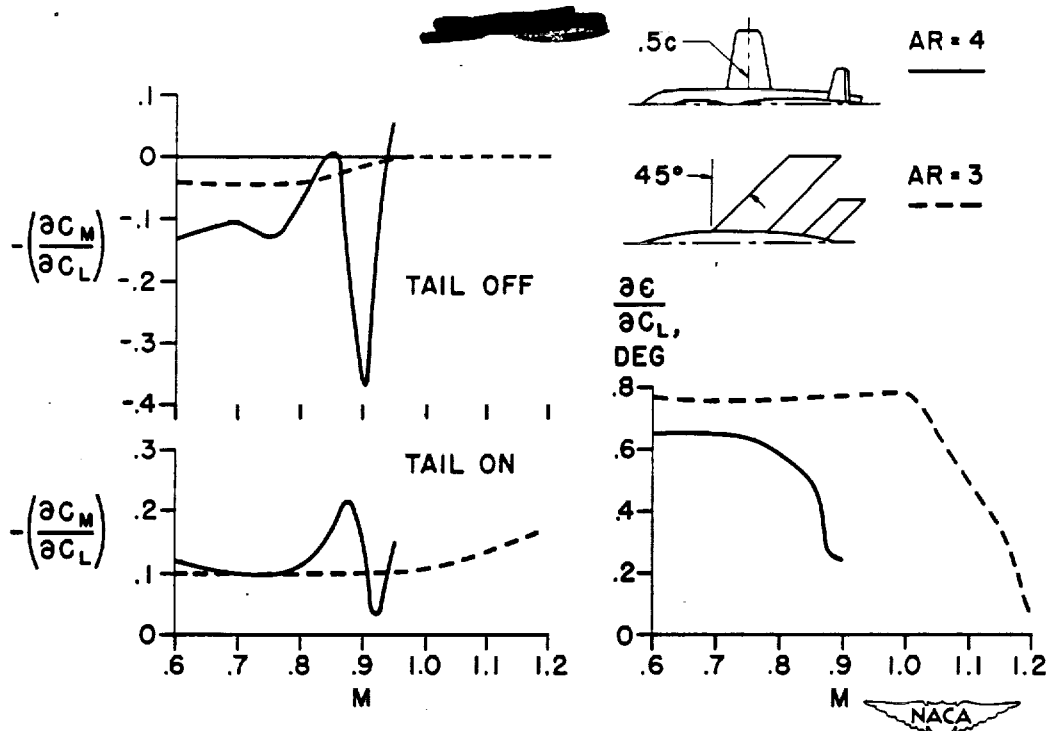 .5c
AR = 4
45°
AR = 3
.1
0
-.1
-.2
-.3
-.4
-(∂C_M/∂C_L)
TAIL OFF
.3
.2
.1
0
-(∂C_M/∂C_L)
TAIL ON
.6 .7 .8 .9 1.0 1.1 1.2
M
∂ϵ/∂C_L,
DEG
.8
.6
.4
.2
0
.6 .7 .8 .9 1.0 1.1 1.2
M
NACA